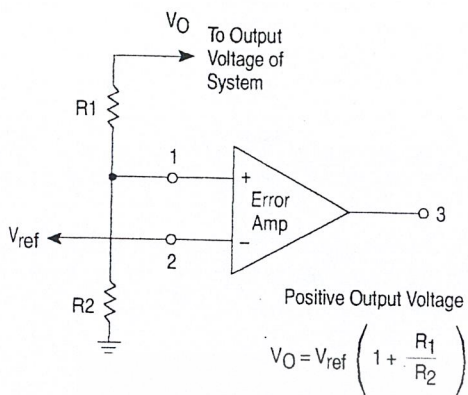 VO
To Output
Voltage of
System
R1
1
+
Error
Amp
3
Vref
−
2
R2
Positive Output Voltage
VO = Vref ( 1 + R1 / R2 )